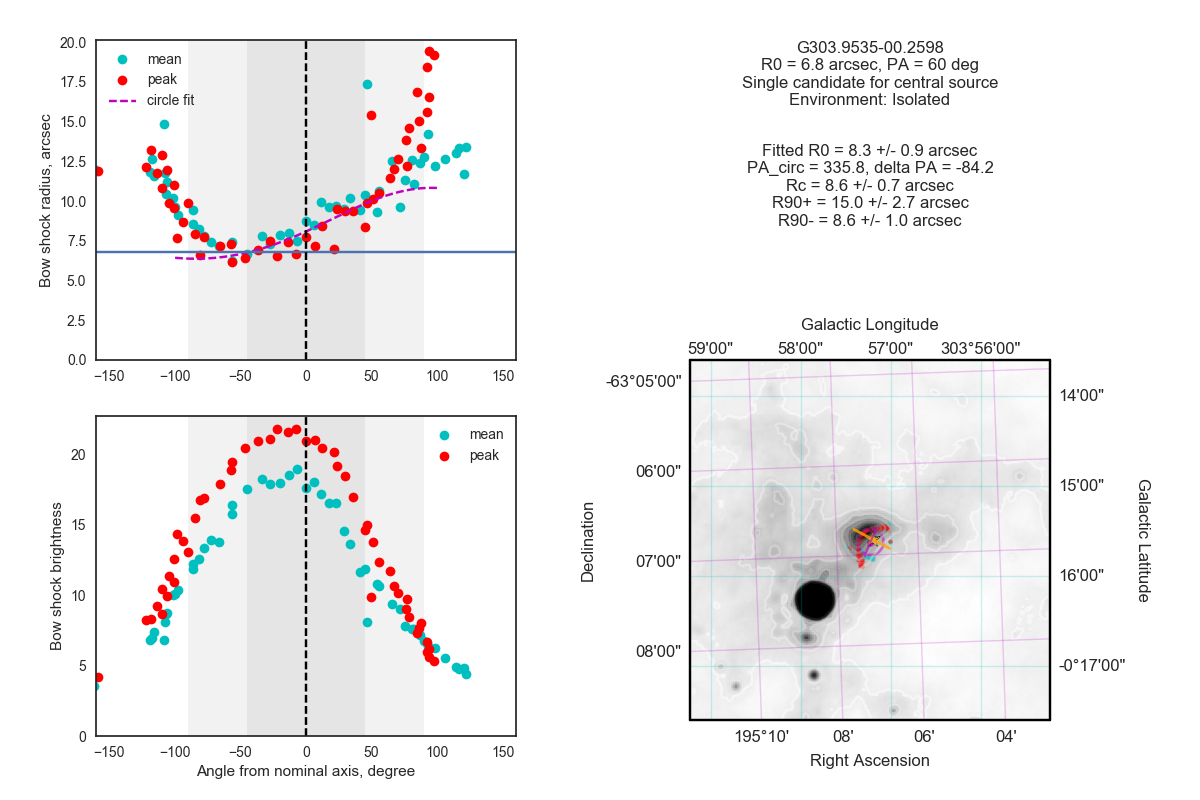 G303.9535-00.2598
R0 = 6.8 arcsec, PA = 60 deg
Single candidate for central source
Environment: Isolated
Fitted R0 = 8.3 +/- 0.9 arcsec
PA_circ = 335.8, delta PA = -84.2
Rc = 8.6 +/- 0.7 arcsec
R90+ = 15.0 +/- 2.7 arcsec
R90- = 8.6 +/- 1.0 arcsec
Bow shock radius, arcsec
20.0
17.5
15.0
12.5
10.0
7.5
5.0
2.5
0.0
mean
peak
circle fit
−150 −100 −50 0 50 100 150
Bow shock brightness
20
15
10
5
0
mean
peak
−150 −100 −50 0 50 100 150
Angle from nominal axis, degree
Galactic Longitude
59'00" 58'00" 57'00" 303°56'00"
Declination
-63°05'00"
06'00"
07'00"
08'00"
14'00"
15'00"
16'00"
-0°17'00"
Galactic Latitude
195°10' 08' 06' 04'
Right Ascension